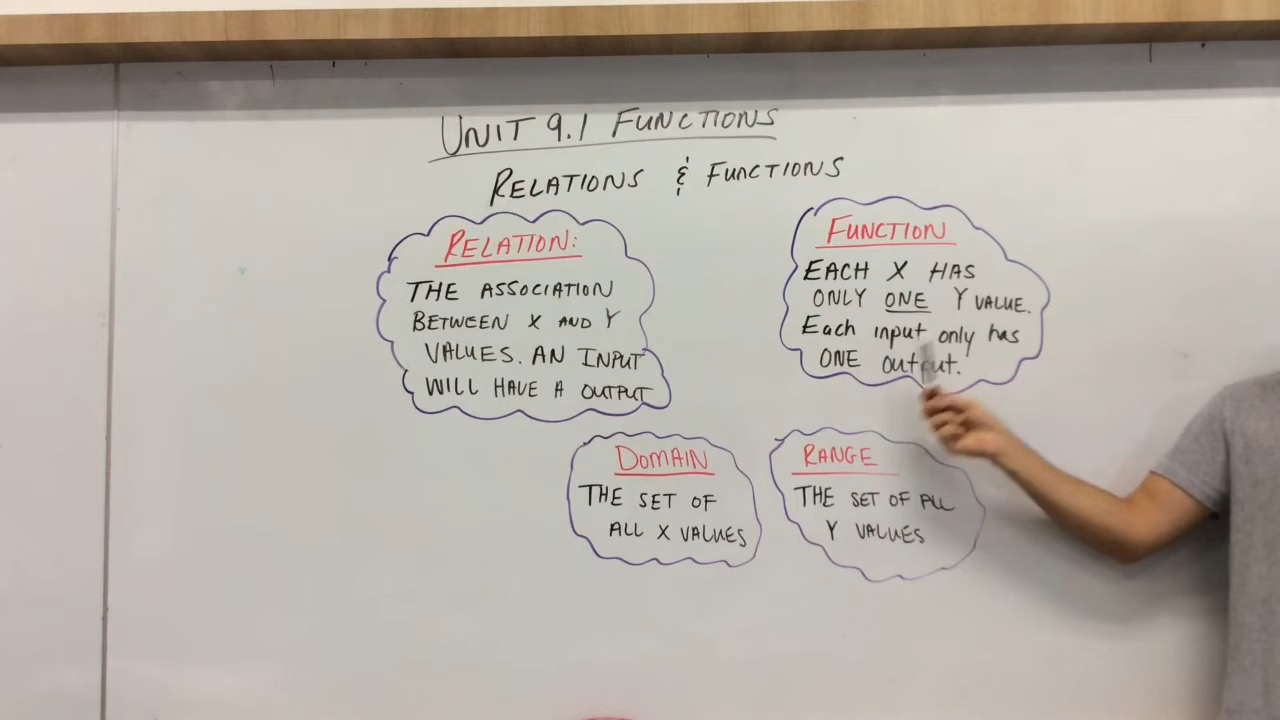 UNIT 9.1 FUNCTIONS
RELATIONS & FUNCTIONS
RELATION:
THE ASSOCIATION
BETWEEN X AND Y
VALUES. AN INPUT
WILL HAVE A OUTPUT
FUNCTION
EACH X HAS
ONLY ONE Y VALUE.
Each input only has
ONE output.
DOMAIN
THE SET OF
ALL X VALUES
RANGE
THE SET OF ALL
Y VALUES